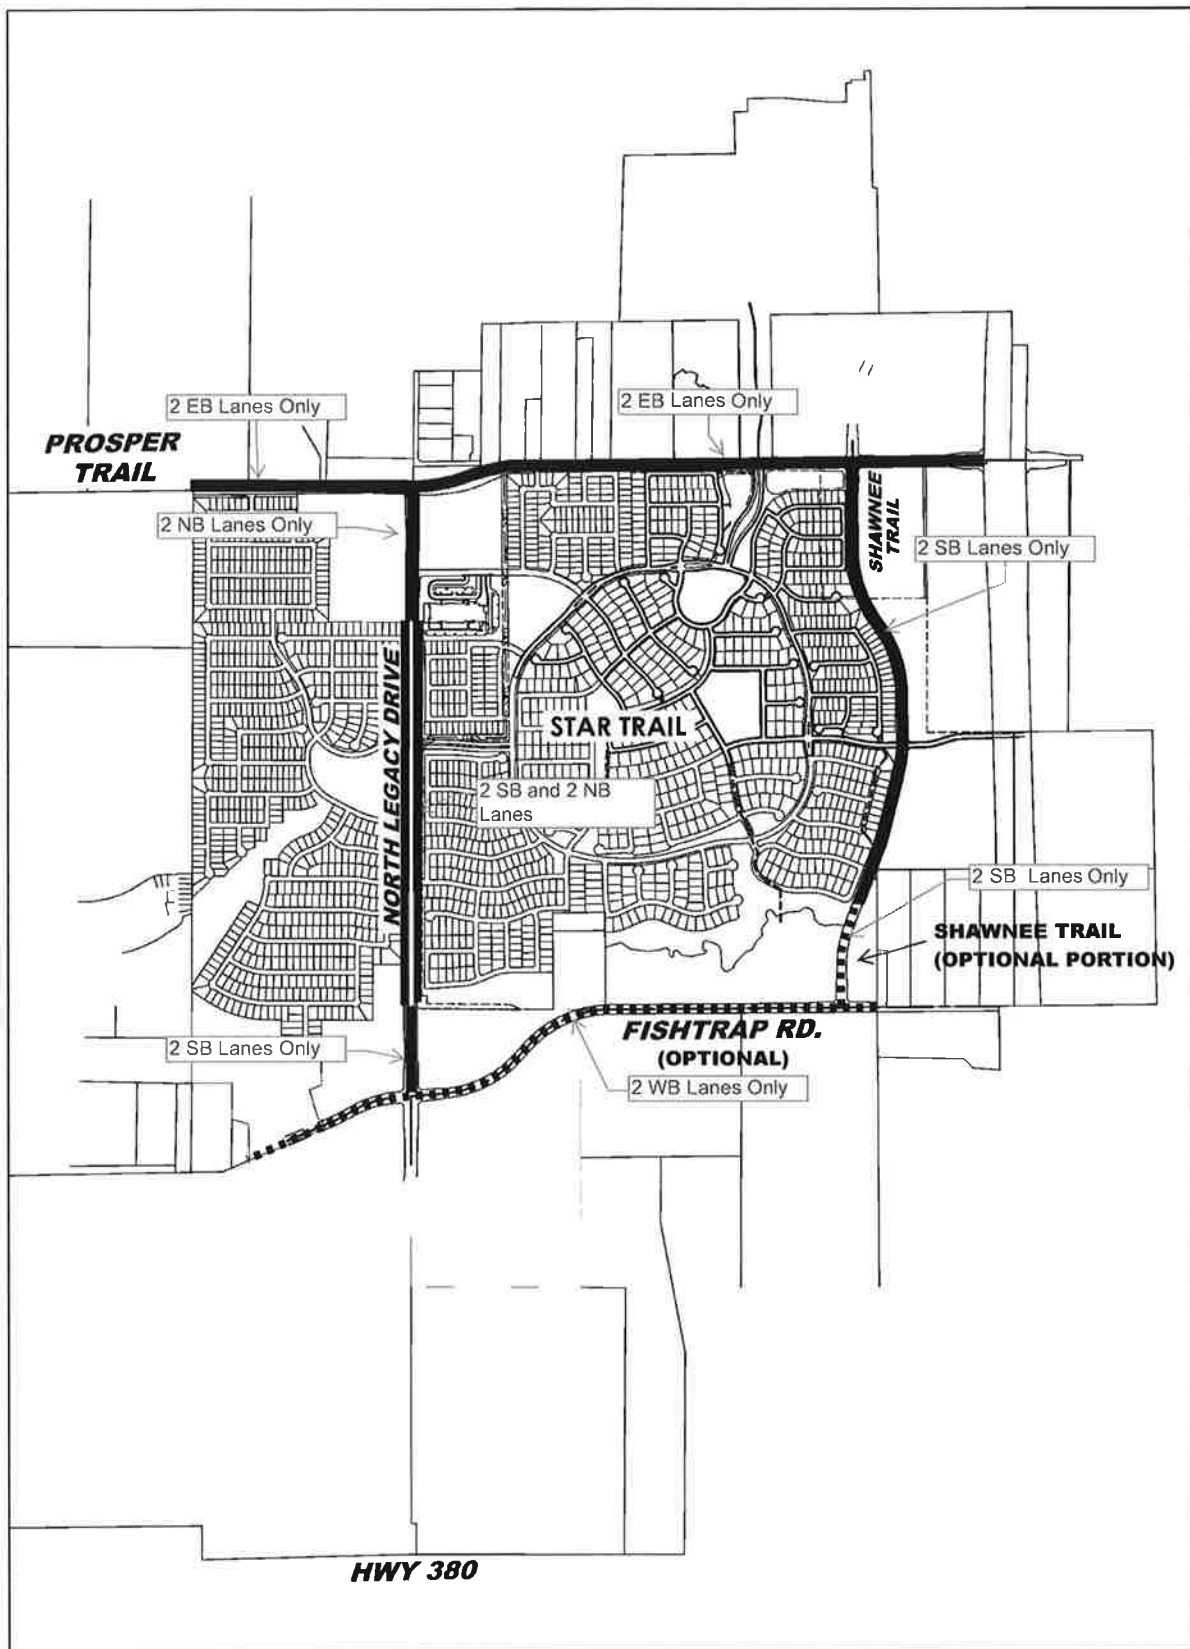 2 EB Lanes Only
2 EB Lanes Only
PROSPER
TRAIL
2 NB Lanes Only
SHAWNEE
TRAIL
2 SB Lanes Only
NORTH LEGACY DRIVE
STAR TRAIL
2 SB and 2 NB
Lanes
2 SB Lanes Only
SHAWNEE TRAIL
(OPTIONAL PORTION)
FISHTRAP RD.
(OPTIONAL)
2 SB Lanes Only
2 WB Lanes Only
HWY 380